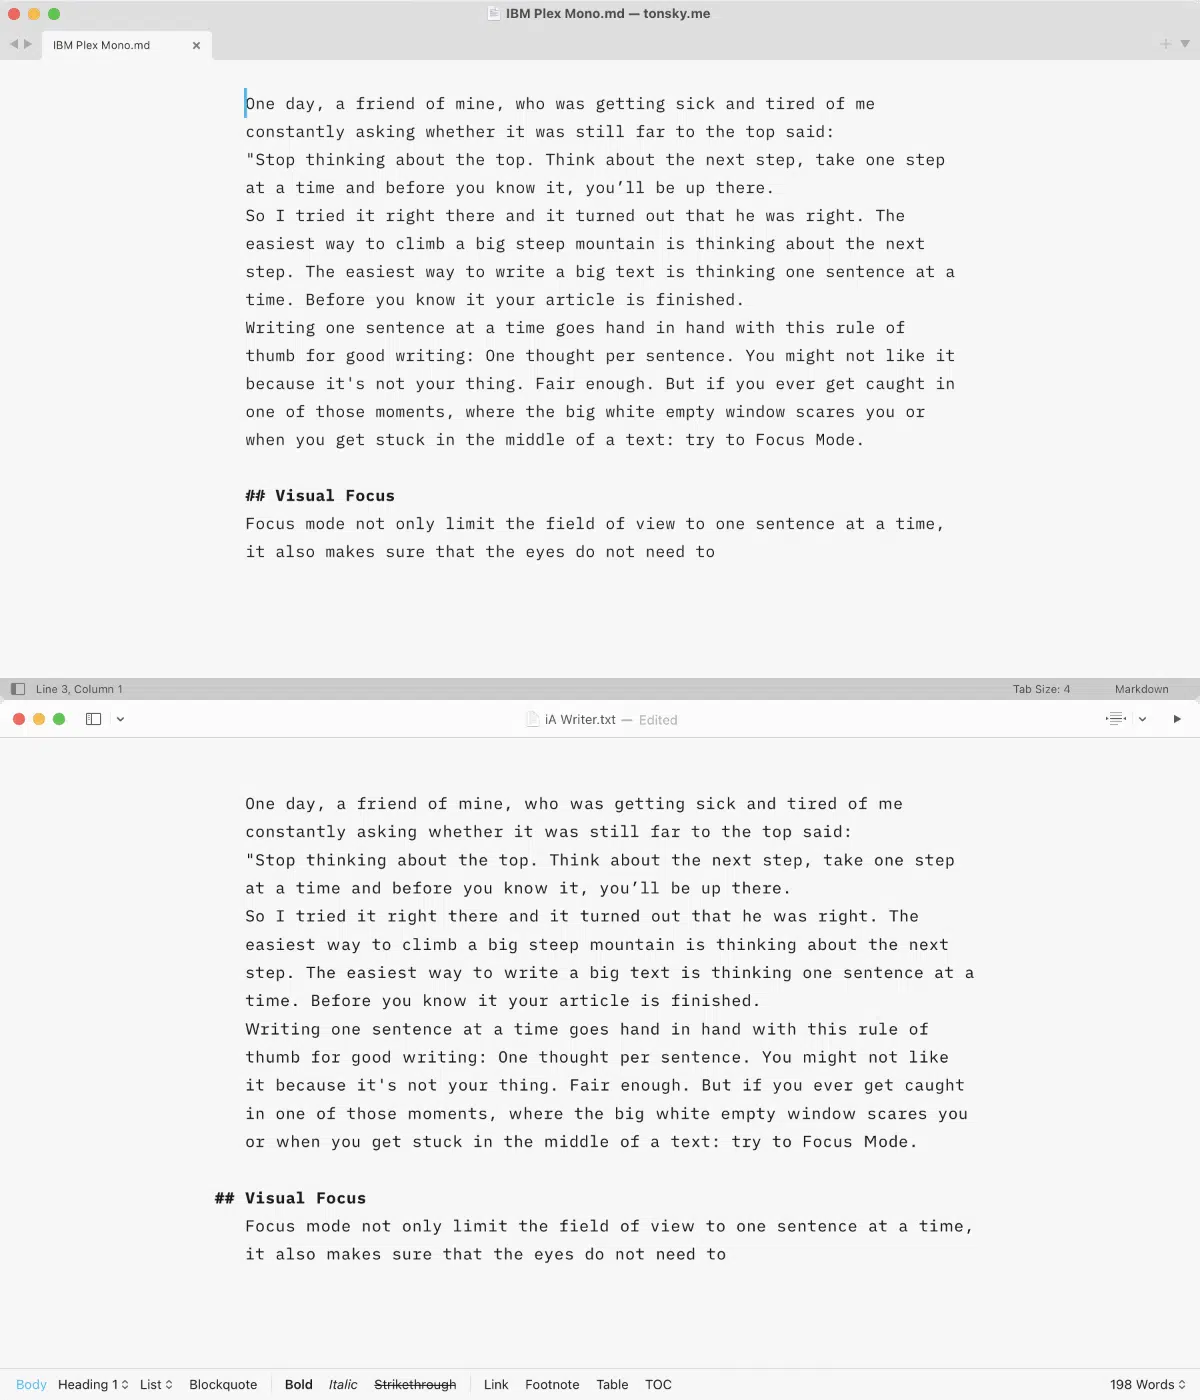 IBM Plex Mono.md — tonsky.me
IBM Plex Mono.md
One day, a friend of mine, who was getting sick and tired of me
constantly asking whether it was still far to the top said:
"Stop thinking about the top. Think about the next step, take one step
at a time and before you know it, you’ll be up there.
So I tried it right there and it turned out that he was right. The
easiest way to climb a big steep mountain is thinking about the next
step. The easiest way to write a big text is thinking one sentence at a
time. Before you know it your article is finished.
Writing one sentence at a time goes hand in hand with this rule of
thumb for good writing: One thought per sentence. You might not like it
because it's not your thing. Fair enough. But if you ever get caught in
one of those moments, where the big white empty window scares you or
when you get stuck in the middle of a text: try to Focus Mode.
## Visual Focus
Focus mode not only limit the field of view to one sentence at a time,
it also makes sure that the eyes do not need to
Line 3, Column 1 Tab Size: 4 Markdown
iA Writer.txt — Edited
One day, a friend of mine, who was getting sick and tired of me
constantly asking whether it was still far to the top said:
"Stop thinking about the top. Think about the next step, take one step
at a time and before you know it, you’ll be up there.
So I tried it right there and it turned out that he was right. The
easiest way to climb a big steep mountain is thinking about the next
step. The easiest way to write a big text is thinking one sentence at a
time. Before you know it your article is finished.
Writing one sentence at a time goes hand in hand with this rule of
thumb for good writing: One thought per sentence. You might not like
it because it's not your thing. Fair enough. But if you ever get caught
in one of those moments, where the big white empty window scares you
or when you get stuck in the middle of a text: try to Focus Mode.
## Visual Focus
Focus mode not only limit the field of view to one sentence at a time,
it also makes sure that the eyes do not need to
Body Heading 1 List Blockquote Bold Italic Strikethrough Link Footnote Table TOC 198 Words